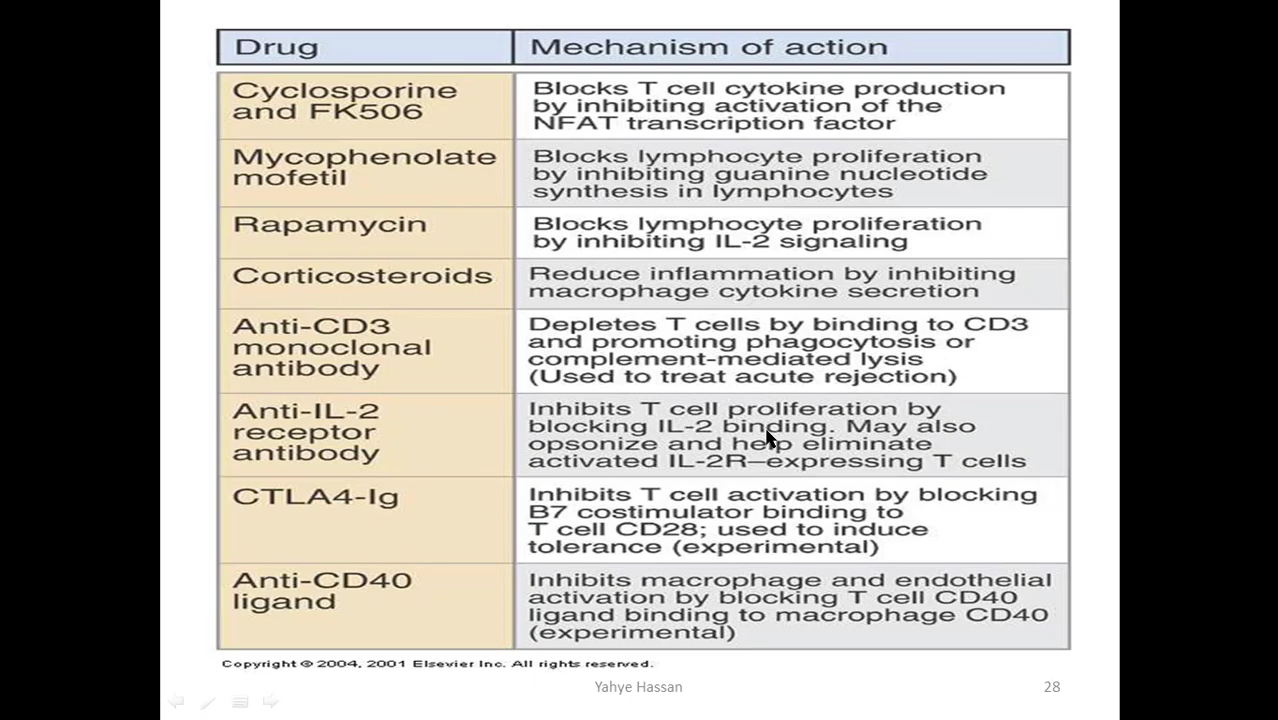 Drug
Mechanism of action
Cyclosporine
and FK506
Blocks T cell cytokine production
by inhibiting activation of the
NFAT transcription factor
Mycophenolate
mofetil
Blocks lymphocyte proliferation
by inhibiting guanine nucleotide
synthesis in lymphocytes
Rapamycin
Blocks lymphocyte proliferation
by inhibiting IL-2 signaling
Corticosteroids
Reduce inflammation by inhibiting
macrophage cytokine secretion
Anti-CD3
monoclonal
antibody
Depletes T cells by binding to CD3
and promoting phagocytosis or
complement-mediated lysis
(Used to treat acute rejection)
Anti-IL-2
receptor
antibody
Inhibits T cell proliferation by
blocking IL-2 binding. May also
opsonize and help eliminate
activated IL-2R–expressing T cells
CTLA4-Ig
Inhibits T cell activation by blocking
B7 costimulator binding to
T cell CD28; used to induce
tolerance (experimental)
Anti-CD40
ligand
Inhibits macrophage and endothelial
activation by blocking T cell CD40
ligand binding to macrophage CD40
(experimental)
Copyright © 2004, 2001 Elsevier Inc. All rights reserved.
Yahye Hassan
28